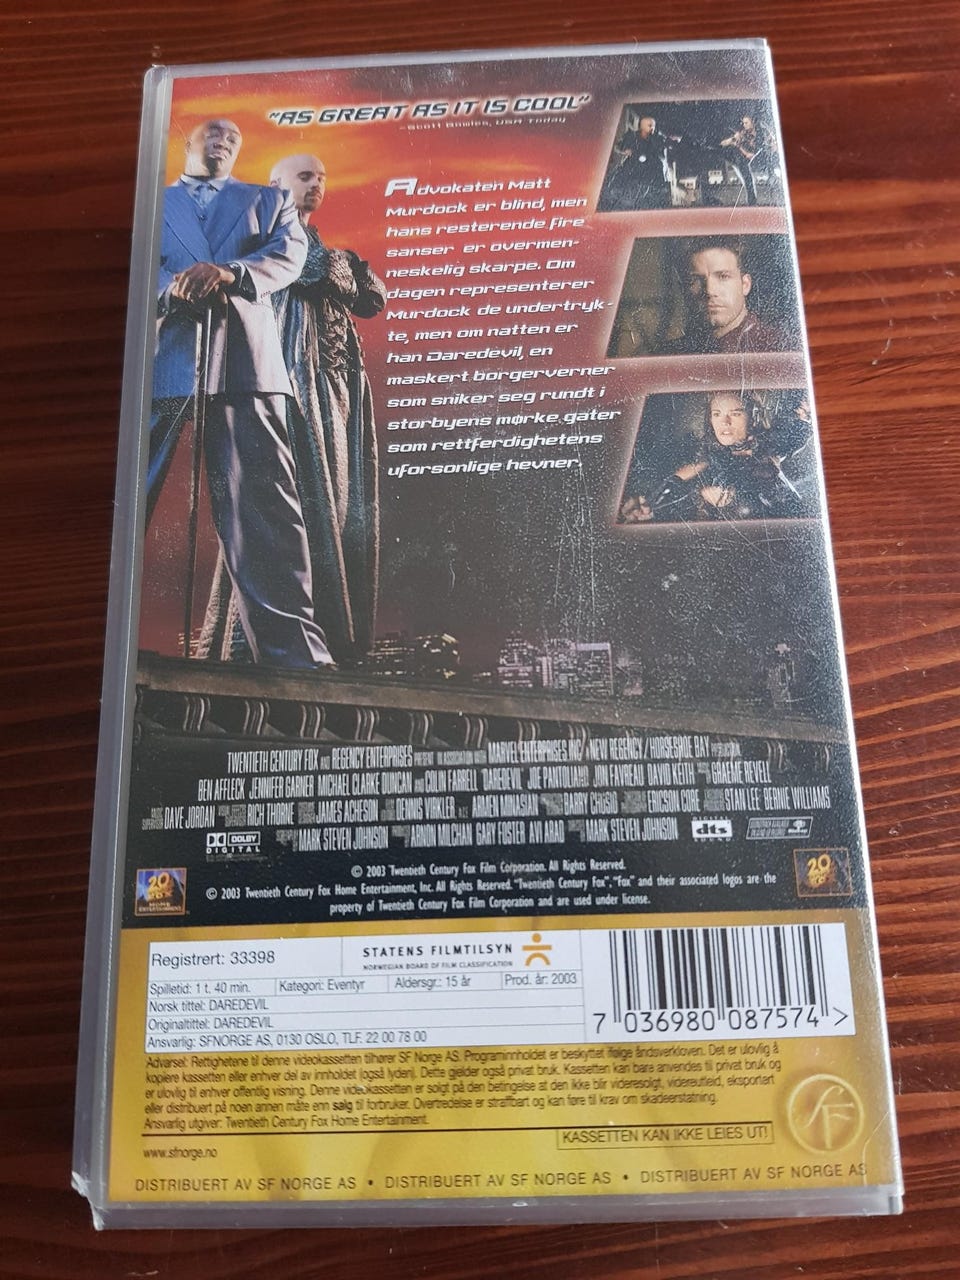 "AS GREAT AS IT IS COOL"
-Scott Bowles, USA Today
Advokaten Matt
Murdock er blind, men
hans resterende fire
sanser er overmen-
neskelig skarpe. Om
dagen representerer
Murdock de undertryk-
te, men om natten er
han Daredevil, en
maskert borgerverner
som sniker seg rundt i
storbyens mørke gater
som rettferdighetens
uforsonlige hevner.
TWENTIETH CENTURY FOX AND REGENCY ENTERPRISES PRESENT IN ASSOCIATION WITH MARVEL ENTERPRISES, INC. A NEW REGENCY / HORSESHOE BAY PRODUCTION
BEN AFFLECK JENNIFER GARNER MICHAEL CLARKE DUNCAN AND COLIN FARRELL "DAREDEVIL" JOE PANTOLIANO JON FAVREAU DAVID KEITH GRAEME REVELL
MUSIC SUPERVISOR DAVE JORDAN VISUAL EFFECTS RICH THORNE JAMES ACHESON DENNIS VIRKLER ARMEN MINASIAN BARRY CHUSID ERICSON CORE STAN LEE BERNIE WILLIAMS
DOLBY DIGITAL MARK STEVEN JOHNSON ARNON MILCHAN GARY FOSTER AVI ARAD MARK STEVEN JOHNSON DIGITAL dts SOUND
© 2003 Twentieth Century Fox Film Corporation. All Rights Reserved.
© 2003 Twentieth Century Fox Home Entertainment, Inc. All Rights Reserved. "Twentieth Century Fox", "Fox" and their associated logos are the
property of Twentieth Century Fox Film Corporation and are used under license.
20
FOX
HOME
ENTERTAINMENT
20
Registrert: 33398
STATENS FILMTILSYN
NORWEGIAN BOARD OF FILM CLASSIFICATION
Spilletid: 1 t. 40 min. Kategori: Eventyr Aldersgr.: 15 år Prod. år: 2003
Norsk tittel: DAREDEVIL
Originaltittel: DAREDEVIL
Ansvarlig: SFNORGE AS, 0130 OSLO, TLF. 22 00 78 00
7 036980 087574 >
Advarsel: Rettighetene til denne videokassetten tilhører SF Norge AS. Programinnholdet er beskyttet ifølge åndsverkloven. Det er ulovlig å
kopiere kassetten eller enhver del av innholdet (også lyden). Dette gjelder også privat bruk. Kassetten kan bare anvendes til privat bruk og
er ulovlig til enhver offentlig visning. Denne videokassetten er solgt på den betingelse at den ikke blir videresolgt, videreutleid, eksportert
eller distribuert på noen annen måte enn salg til forbruker. Overtredelse er straffbart og kan føre til krav om skadeerstatning.
Ansvarlig utgiver: Twentieth Century Fox Home Entertainment.
KASSETTEN KAN IKKE LEIES UT!
www.sfnorge.no
SF
DISTRIBUERT AV SF NORGE AS • DISTRIBUERT AV SF NORGE AS • DISTRIBUERT AV SF NORGE AS